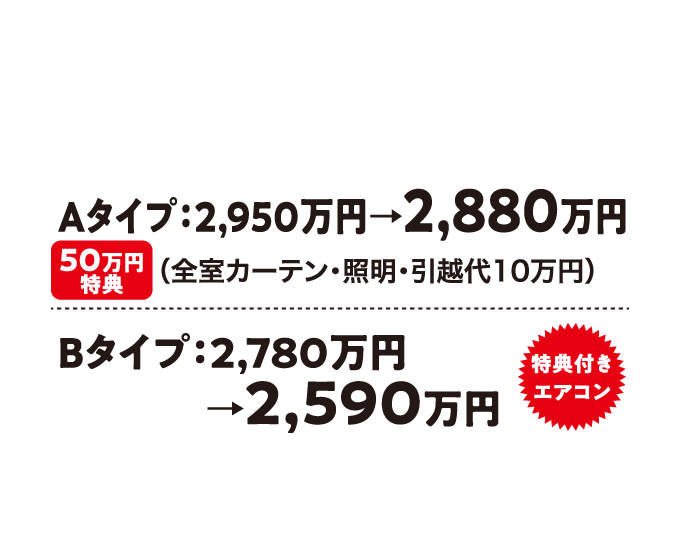 Aタイプ：2,950万円→2,880万円
50万円
特典
（全室カーテン・照明・引越代10万円）
Bタイプ：2,780万円
→2,590万円
特典付き
エアコン